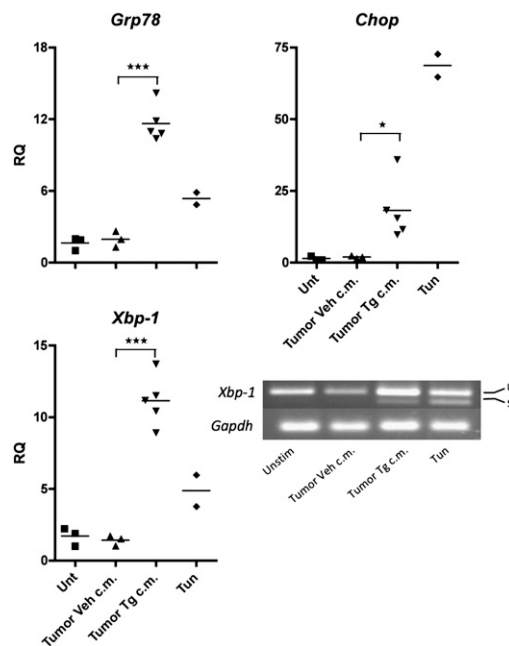 Grp78
18
★★★
12
RQ
6
0
Chop
75
50
★
25
0
Unt
Tumor Veh c.m.
Tumor Tg c.m.
Tun
Xbp-1
15
★★★
10
RQ
5
0
Unt
Tumor Veh c.m.
Tumor Tg c.m.
Tun
Xbp-1
Gapdh
Unstim
Tumor Veh c.m.
Tumor Tg c.m.
Tun